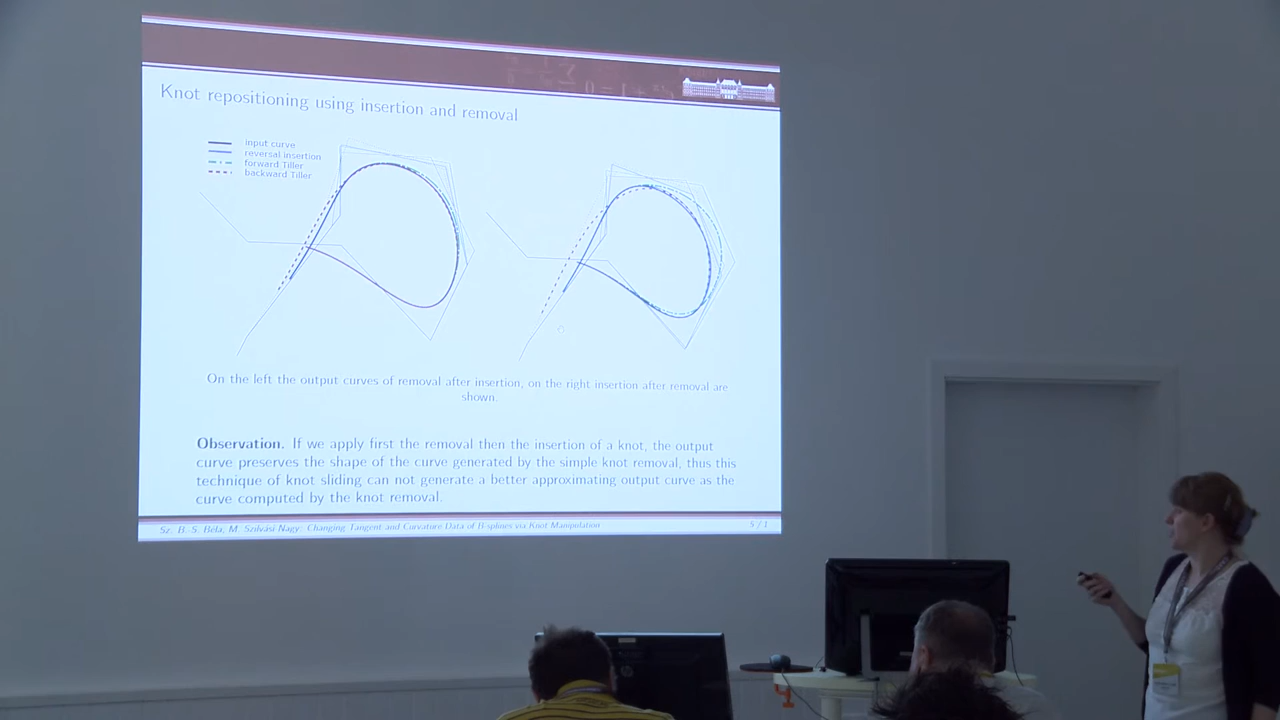 Knot repositioning using insertion and removal
input curve
reversal insertion
forward Tiller
backward Tiller
On the left the output curves of removal after insertion, on the right insertion after removal are
shown.
Observation. If we apply first the removal then the insertion of a knot, the output
curve preserves the shape of the curve generated by the simple knot removal, thus this
technique of knot sliding can not generate a better approximating output curve as the
curve computed by the knot removal.
Sz. B. S. Béla, M. Szilvási-Nagy: Changing Tangent and Curvature Data of B-splines via Knot Manipulation
5 / 1